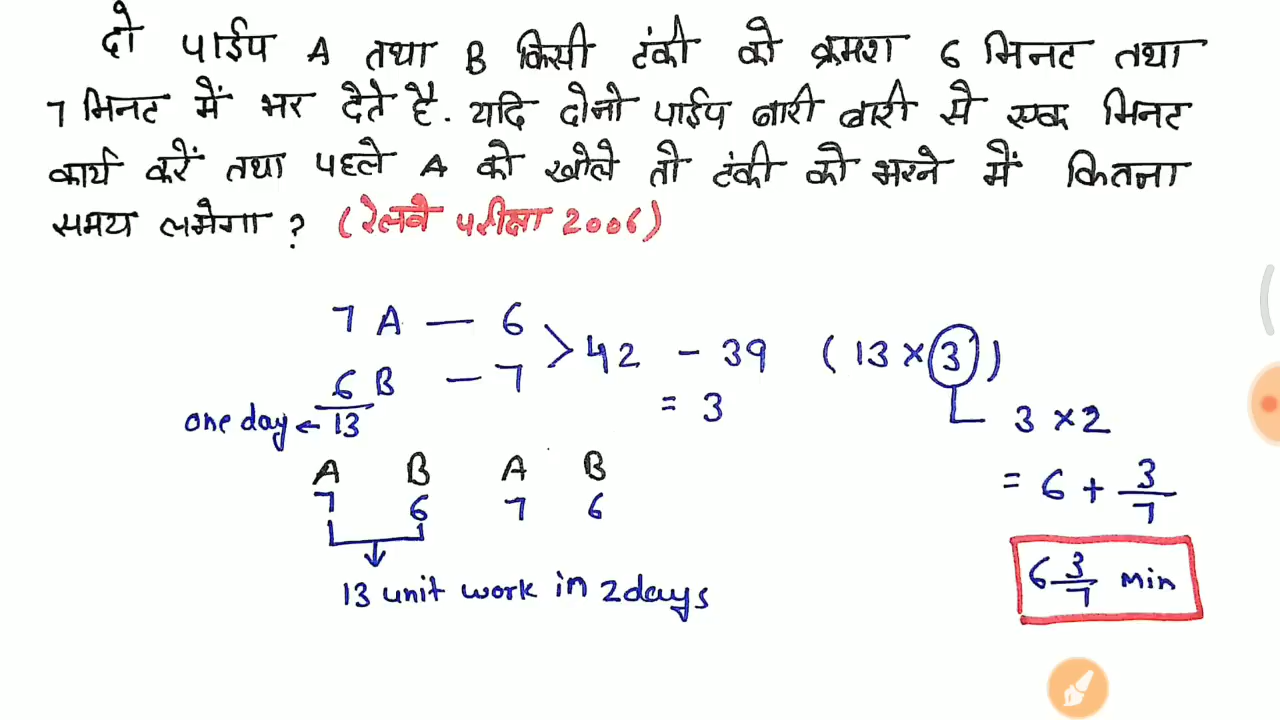 दो पाईप A तथा B किसी टंकी को क्रमश 6 मिनट तथा
7 मिनट में भर देते है. यदि दोनो पाईप बारी बारी से एक मिनट
कार्य करें तथा पहले A को खोले तो टंकी को भरने में कितना
समय लगेगा ? (रेलवे परीक्षा 2006)
7 A — 6
6 B — 7
> 42 - 39 (13 × 3)
one day ← 13
= 3
3 × 2
A B A B
7 6 7 6
= 6 + 3/7
13 unit work in 2 days
6 3/7 min